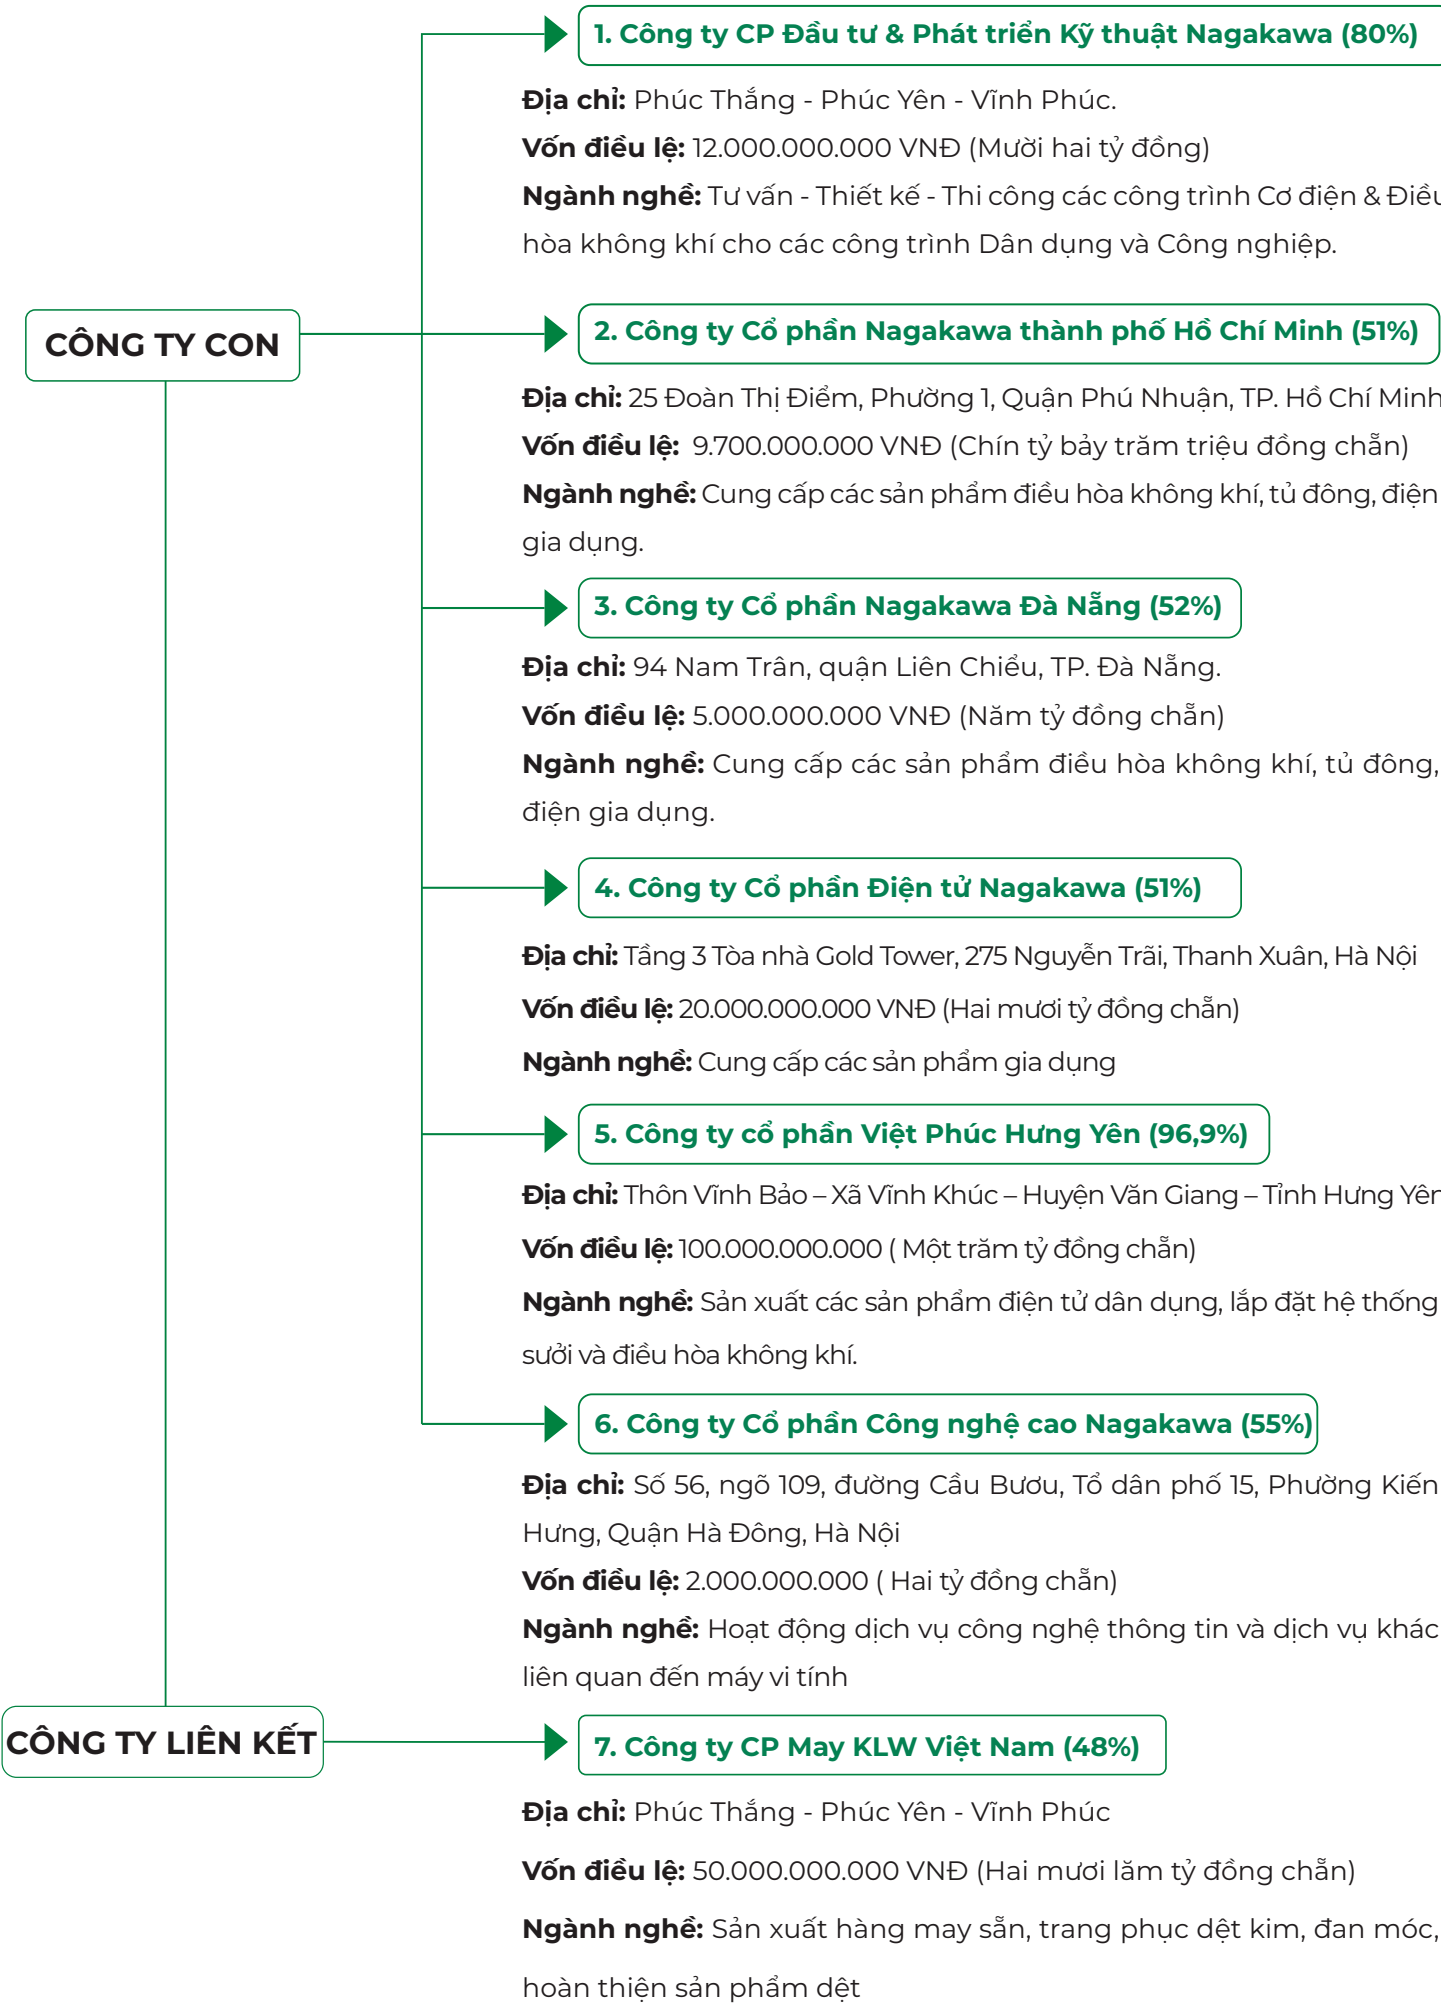 1. Công ty CP Đầu tư & Phát triển Kỹ thuật Nagakawa (80%)
Địa chỉ: Phúc Thắng - Phúc Yên - Vĩnh Phúc.
Vốn điều lệ: 12.000.000.000 VNĐ (Mười hai tỷ đồng)
Ngành nghề: Tư vấn - Thiết kế - Thi công các công trình Cơ điện & Điều
hòa không khí cho các công trình Dân dụng và Công nghiệp.
CÔNG TY CON
2. Công ty Cổ phần Nagakawa thành phố Hồ Chí Minh (51%)
Địa chỉ: 25 Đoàn Thị Điểm, Phường 1, Quận Phú Nhuận, TP. Hồ Chí Minh
Vốn điều lệ: 9.700.000.000 VNĐ (Chín tỷ bảy trăm triệu đồng chẵn)
Ngành nghề: Cung cấp các sản phẩm điều hòa không khí, tủ đông, điện
gia dụng.
3. Công ty Cổ phần Nagakawa Đà Nẵng (52%)
Địa chỉ: 94 Nam Trân, quận Liên Chiểu, TP. Đà Nẵng.
Vốn điều lệ: 5.000.000.000 VNĐ (Năm tỷ đồng chẵn)
Ngành nghề: Cung cấp các sản phẩm điều hòa không khí, tủ đông,
điện gia dụng.
4. Công ty Cổ phần Điện tử Nagakawa (51%)
Địa chỉ: Tầng 3 Tòa nhà Gold Tower, 275 Nguyễn Trãi, Thanh Xuân, Hà Nội
Vốn điều lệ: 20.000.000.000 VNĐ (Hai mươi tỷ đồng chẵn)
Ngành nghề: Cung cấp các sản phẩm gia dụng
5. Công ty cổ phần Việt Phúc Hưng Yên (96,9%)
Địa chỉ: Thôn Vĩnh Bảo – Xã Vĩnh Khúc – Huyện Văn Giang – Tỉnh Hưng Yên
Vốn điều lệ: 100.000.000.000 ( Một trăm tỷ đồng chẵn)
Ngành nghề: Sản xuất các sản phẩm điện tử dân dụng, lắp đặt hệ thống
sưởi và điều hòa không khí.
6. Công ty Cổ phần Công nghệ cao Nagakawa (55%)
Địa chỉ: Số 56, ngõ 109, đường Cầu Bươu, Tổ dân phố 15, Phường Kiến
Hưng, Quận Hà Đông, Hà Nội
Vốn điều lệ: 2.000.000.000 ( Hai tỷ đồng chẵn)
Ngành nghề: Hoạt động dịch vụ công nghệ thông tin và dịch vụ khác
liên quan đến máy vi tính
CÔNG TY LIÊN KẾT
7. Công ty CP May KLW Việt Nam (48%)
Địa chỉ: Phúc Thắng - Phúc Yên - Vĩnh Phúc
Vốn điều lệ: 50.000.000.000 VNĐ (Hai mươi lăm tỷ đồng chẵn)
Ngành nghề: Sản xuất hàng may sẵn, trang phục dệt kim, đan móc,
hoàn thiện sản phẩm dệt